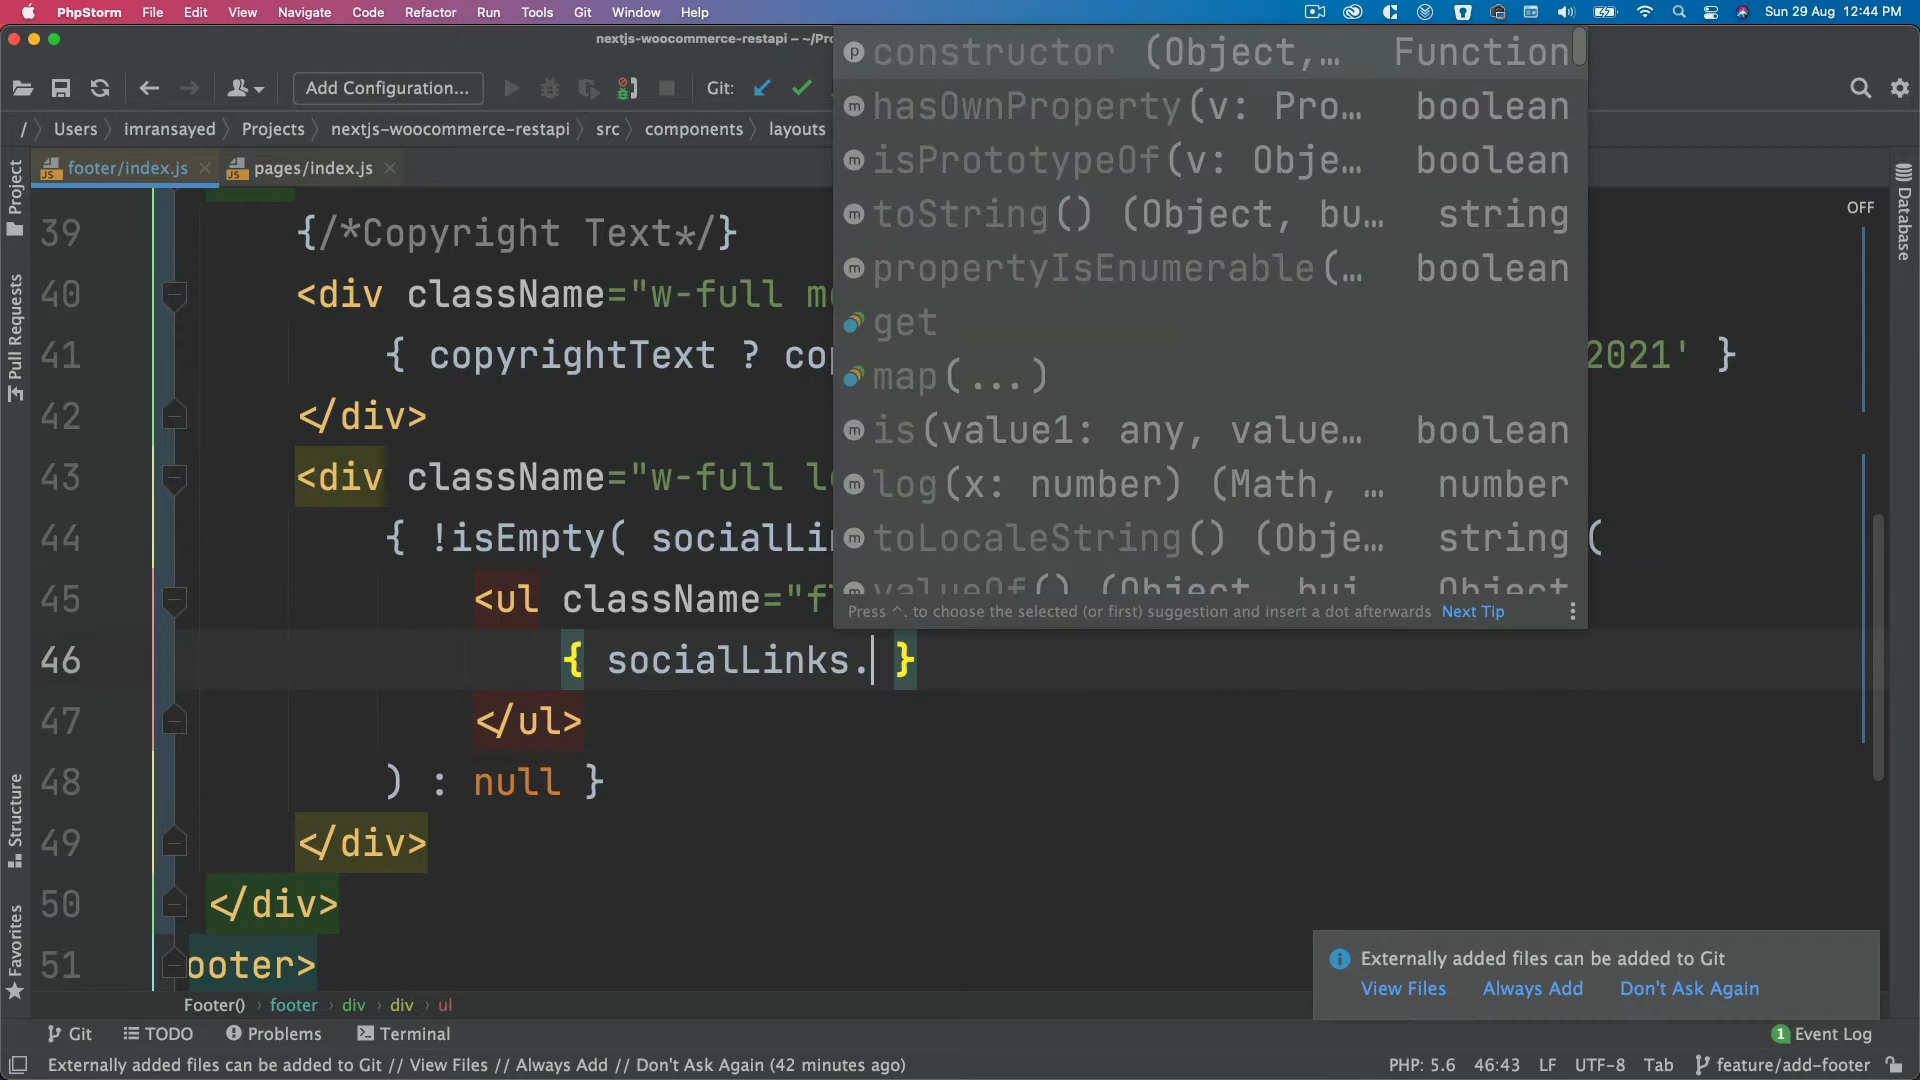 PhpStorm File Edit View Navigate Code Refactor Run Tools Git Window Help Sun 29 Aug 12:44 PM
nextjs-woocommerce-restapi – ~/Pro
Add Configuration... Git:
/ Users imransayed Projects nextjs-woocommerce-restapi src components layouts
footer/index.js pages/index.js
Project
Pull Requests
Structure
Favorites
Database
OFF
constructor (Object,… Function
hasOwnProperty(v: Pro… boolean
isPrototypeOf(v: Obje… boolean
toString() (Object, bu… string
propertyIsEnumerable(… boolean
get
map(...)
is(value1: any, value… boolean
log(x: number) (Math, … number
toLocaleString() (Obje… string
valueOf() (Object, bui… Object
Press ^. to choose the selected (or first) suggestion and insert a dot afterwards Next Tip
39 {/*Copyright Text*/}
40 <div className="w-full m
41 { copyrightText ? cop 2021' }
42 </div>
43 <div className="w-full l
44 { !isEmpty( socialLin (
45 <ul className="f
46 { socialLinks. }
47 </ul>
48 ) : null }
49 </div>
50 </div>
51 ooter>
Externally added files can be added to Git
View Files Always Add Don't Ask Again
Footer() footer div div ul
Git TODO Problems Terminal 1 Event Log
Externally added files can be added to Git // View Files // Always Add // Don't Ask Again (42 minutes ago) PHP: 5.6 46:43 LF UTF-8 Tab feature/add-footer